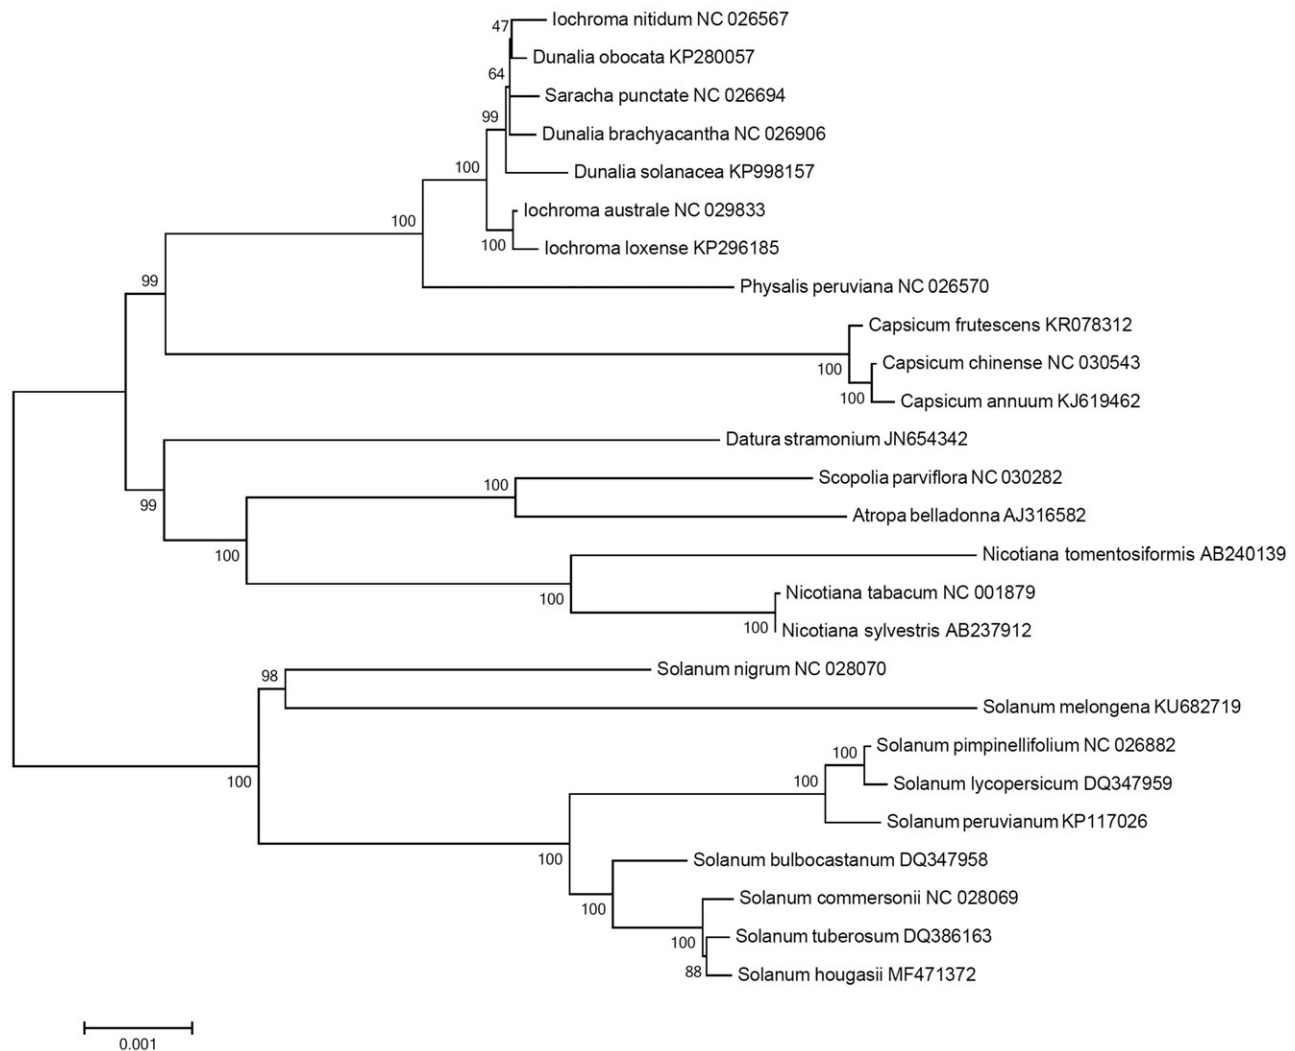 47
Iochroma nitidum NC 026567
Dunalia obocata KP280057
64
Saracha punctate NC 026694
99
Dunalia brachyacantha NC 026906
100
Dunalia solanacea KP998157
Iochroma australe NC 029833
100
100
Iochroma loxense KP296185
99
Physalis peruviana NC 026570
Capsicum frutescens KR078312
100
Capsicum chinense NC 030543
100
Capsicum annuum KJ619462
Datura stramonium JN654342
100
Scopolia parviflora NC 030282
99
Atropa belladonna AJ316582
100
Nicotiana tomentosiformis AB240139
100
Nicotiana tabacum NC 001879
100
Nicotiana sylvestris AB237912
98
Solanum nigrum NC 028070
Solanum melongena KU682719
100
Solanum pimpinellifolium NC 026882
100
100
Solanum lycopersicum DQ347959
Solanum peruvianum KP117026
100
Solanum bulbocastanum DQ347958
100
Solanum commersonii NC 028069
100
Solanum tuberosum DQ386163
88
Solanum hougasii MF471372
0.001